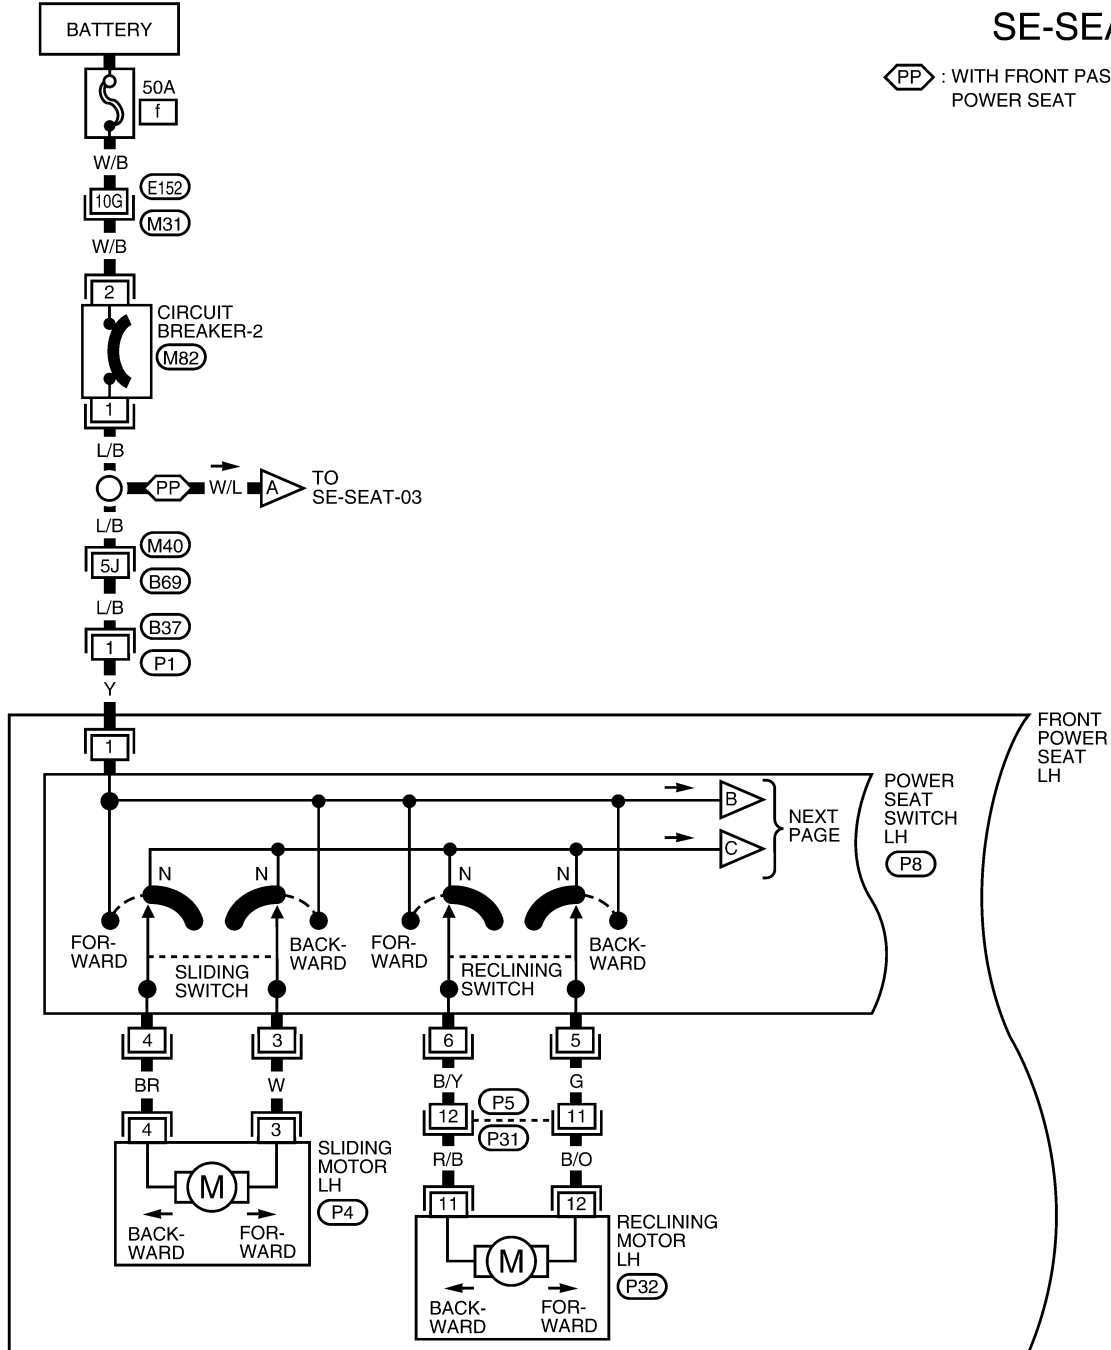 BATTERY
SE-SEA
50A
f
PP : WITH FRONT PAS
POWER SEAT
W/B
10G
E152
M31
W/B
2
CIRCUIT
BREAKER-2
M82
1
L/B
PP
W/L
A
TO
SE-SEAT-03
L/B
M40
5J
B69
L/B
B37
1
P1
Y
FRONT
POWER
SEAT
LH
1
POWER
SEAT
SWITCH
LH
P8
B
C
NEXT
PAGE
N
N
N
N
FOR-
WARD
BACK-
WARD
FOR-
WARD
BACK-
WARD
SLIDING
SWITCH
RECLINING
SWITCH
4
3
6
5
BR
W
B/Y
G
12
P5
11
P31
4
3
SLIDING
MOTOR
LH
P4
M
BACK-
WARD
FOR-
WARD
R/B
B/O
11
12
RECLINING
MOTOR
LH
P32
M
BACK-
WARD
FOR-
WARD